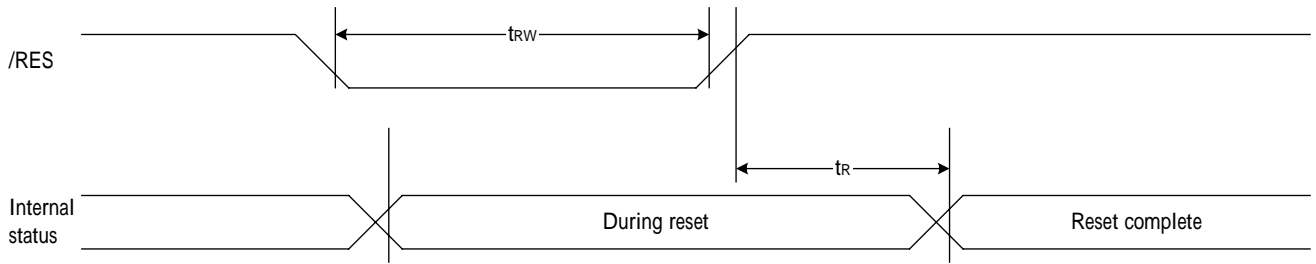 tRW
/RES
tR
Internal
status
During reset
Reset complete